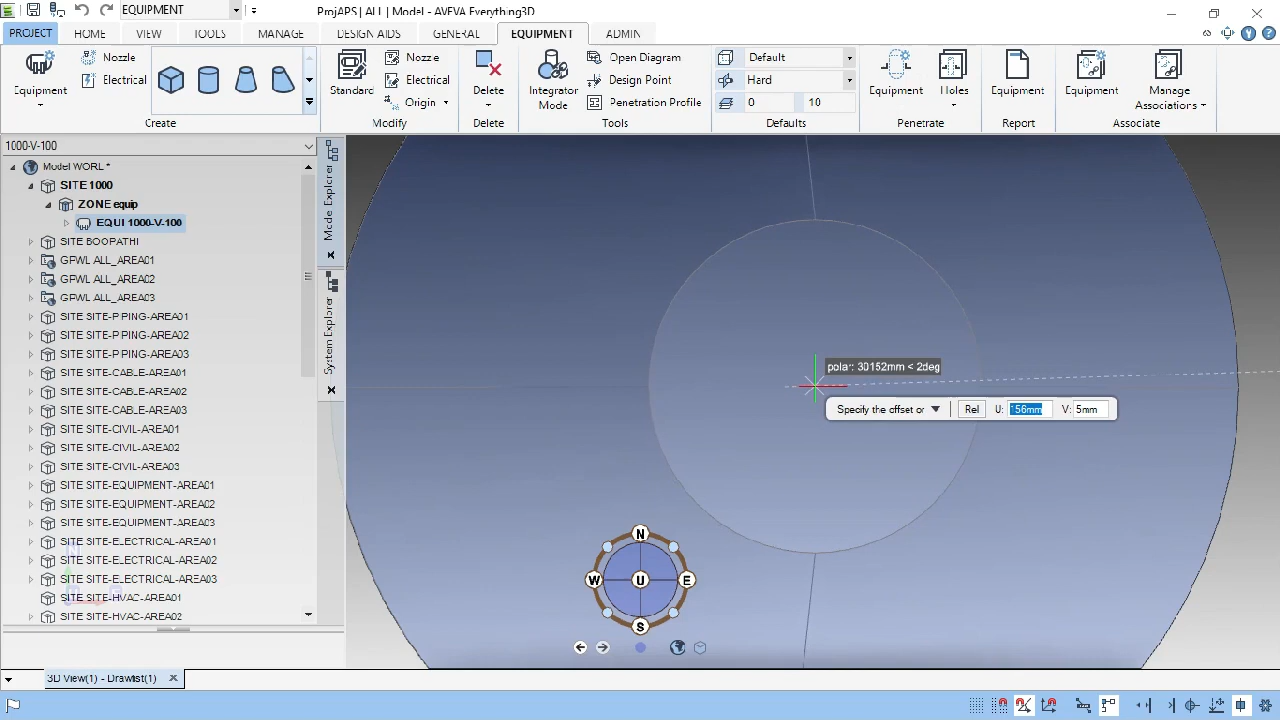 EQUIPMENT
ProjAPS| ALL | Model - AVEVA Everything3D
PROJECT HOME VIEW TOOLS MANAGE DESIGN AIDS GENERAL EQUIPMENT ADMIN
Equipment
Nozzle
Electrical
Create
Standard
Nozzle
Electrical
Origin
Modify
Delete
Delete
Integrator
Mode
Open Diagram
Design Point
Penetration Profile
Tools
Default
Hard
0 10
Defaults
Equipment Holes
Penetrate
Equipment
Report
Equipment
Manage
Associations
Associate
1000-V-100
Model WORL *
SITE 1000
ZONE equip
EQUI 1000-V-100
SITE BOOPATHI
GPWL ALL_AREA01
GPWL ALL_AREA02
GPWL ALL_AREA03
SITE SITE-PIPING-AREA01
SITE SITE-PIPING-AREA02
SITE SITE-PIPING-AREA03
SITE SITE-CABLE-AREA01
SITE SITE-CABLE-AREA02
SITE SITE-CABLE-AREA03
SITE SITE-CIVIL-AREA01
SITE SITE-CIVIL-AREA02
SITE SITE-CIVIL-AREA03
SITE SITE-EQUIPMENT-AREA01
SITE SITE-EQUIPMENT-AREA02
SITE SITE-EQUIPMENT-AREA03
SITE SITE-ELECTRICAL-AREA01
SITE SITE-ELECTRICAL-AREA02
SITE SITE-ELECTRICAL-AREA03
SITE SITE-HVAC-AREA01
SITE SITE-HVAC-AREA02
Model Explorer
System Explorer
polar: 30152mm < 2deg
Specify the offset or Rel U: 156mm V: 5mm
N
W U E
S
3D View(1) - Drawlist(1)